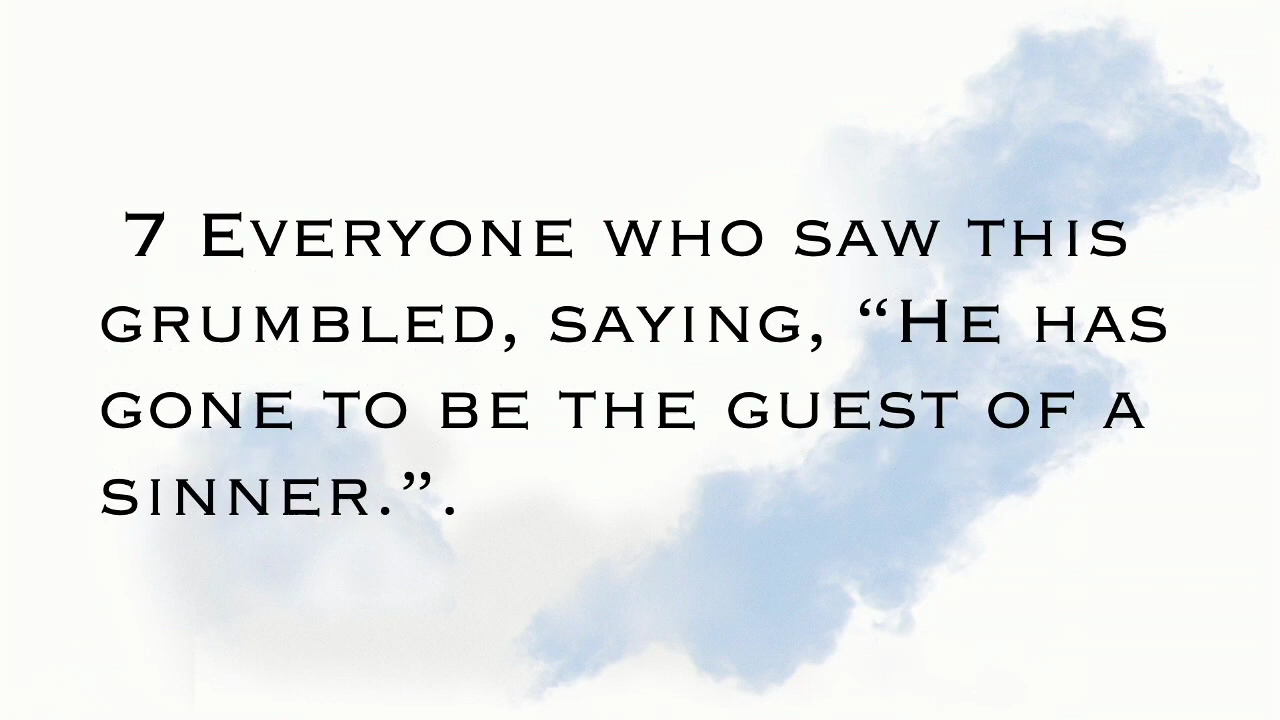 7 Everyone who saw this
grumbled, saying, “He has
gone to be the guest of a
sinner.”.